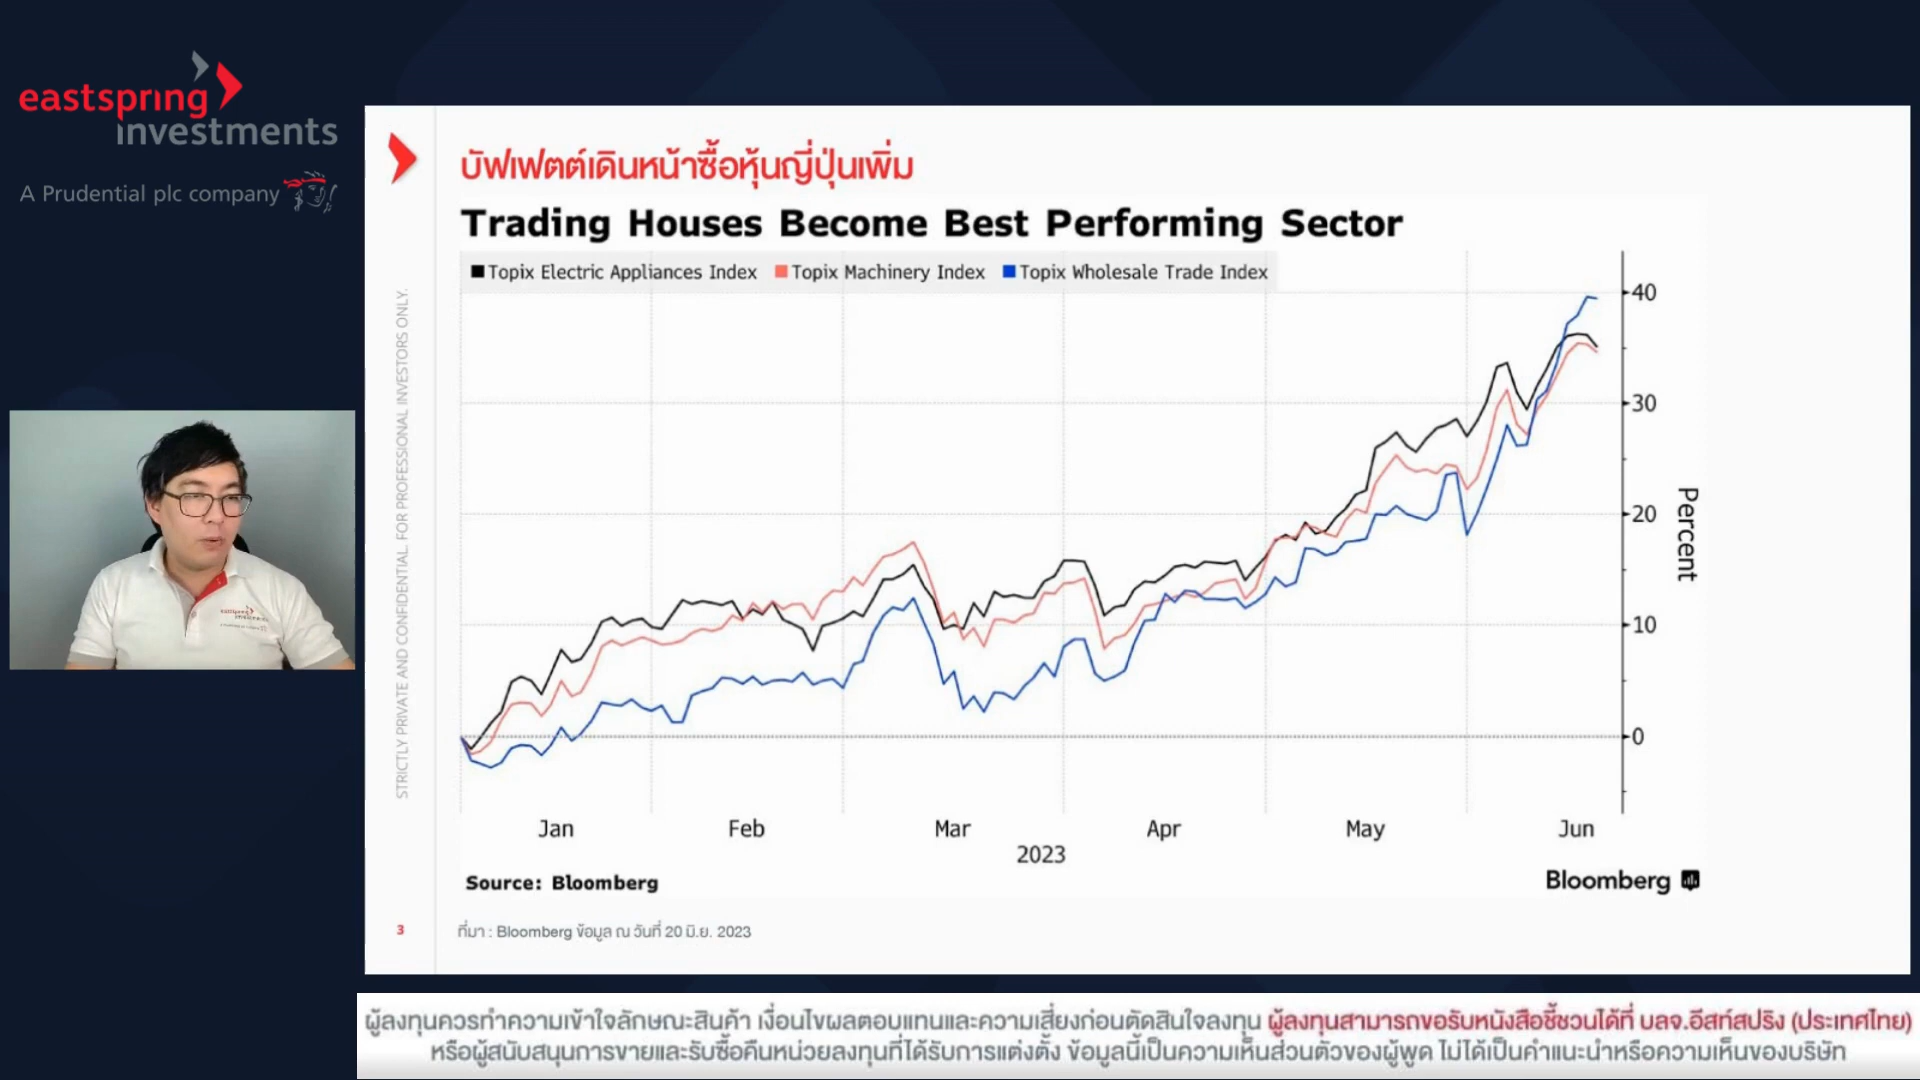 eastspring
investments
A Prudential plc company
บัฟเฟตต์เดินหน้าซื้อหุ้นญี่ปุ่นเพิ่ม
Trading Houses Become Best Performing Sector
Topix Electric Appliances Index Topix Machinery Index Topix Wholesale Trade Index
40
30
20
10
0
Percent
Jan Feb Mar Apr May Jun
2023
Source: Bloomberg
Bloomberg
STRICTLY PRIVATE AND CONFIDENTIAL. FOR PROFESSIONAL INVESTORS ONLY.
3
ที่มา : Bloomberg ข้อมูล ณ วันที่ 20 มิ.ย. 2023
ผู้ลงทุนควรทำความเข้าใจลักษณะสินค้า เงื่อนไขผลตอบแทนและความเสี่ยงก่อนตัดสินใจลงทุน ผู้ลงทุนสามารถขอรับหนังสือชี้ชวนได้ที่ บลจ.อีสท์สปริง (ประเทศไทย)
หรือผู้สนับสนุนการขายและรับซื้อคืนหน่วยลงทุนที่ได้รับการแต่งตั้ง ข้อมูลนี้เป็นความเห็นส่วนตัวของผู้พูด ไม่ได้เป็นคำแนะนำหรือความเห็นของบริษัท